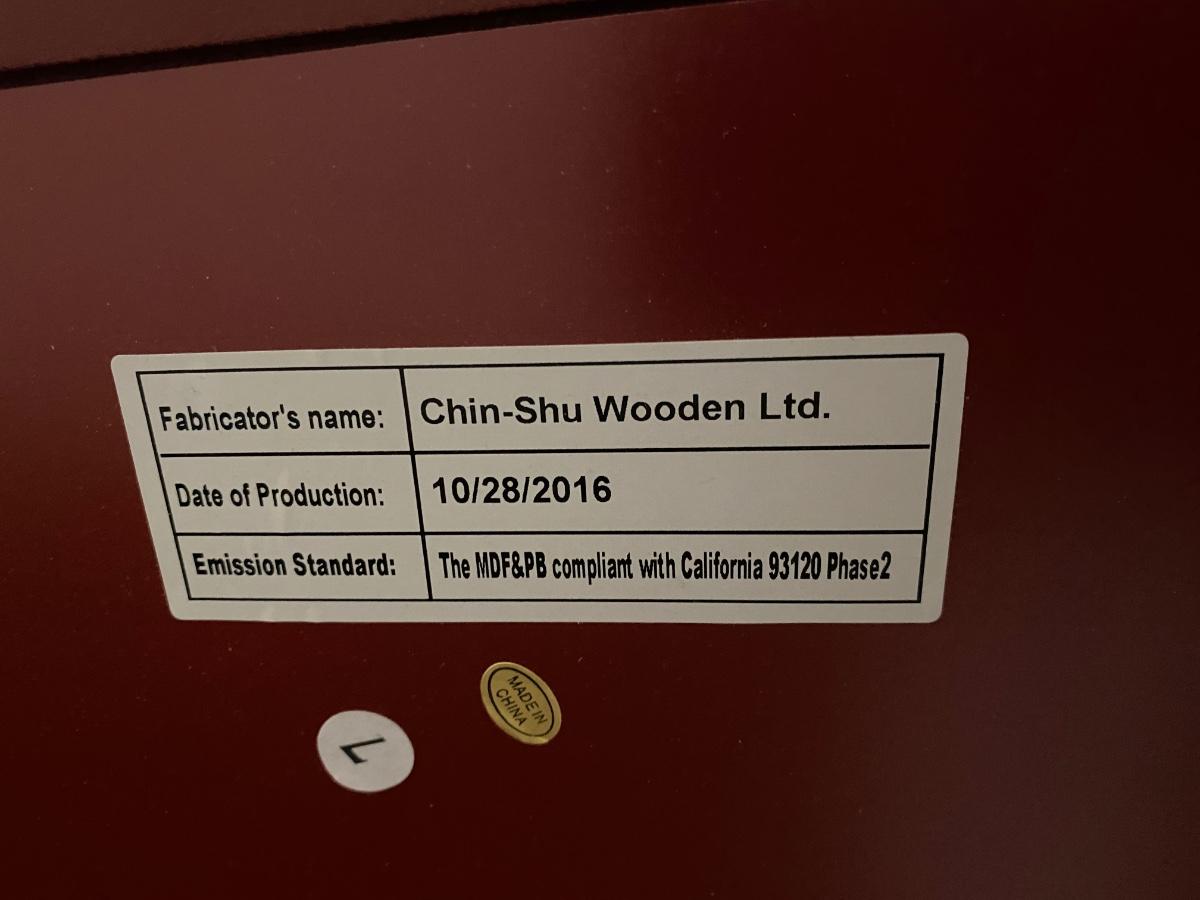 Fabricator's name: Chin-Shu Wooden Ltd.
Date of Production: 10/28/2016
Emission Standard: The MDF&PB compliant with California 93120 Phase2
MADE IN
CHINA
L